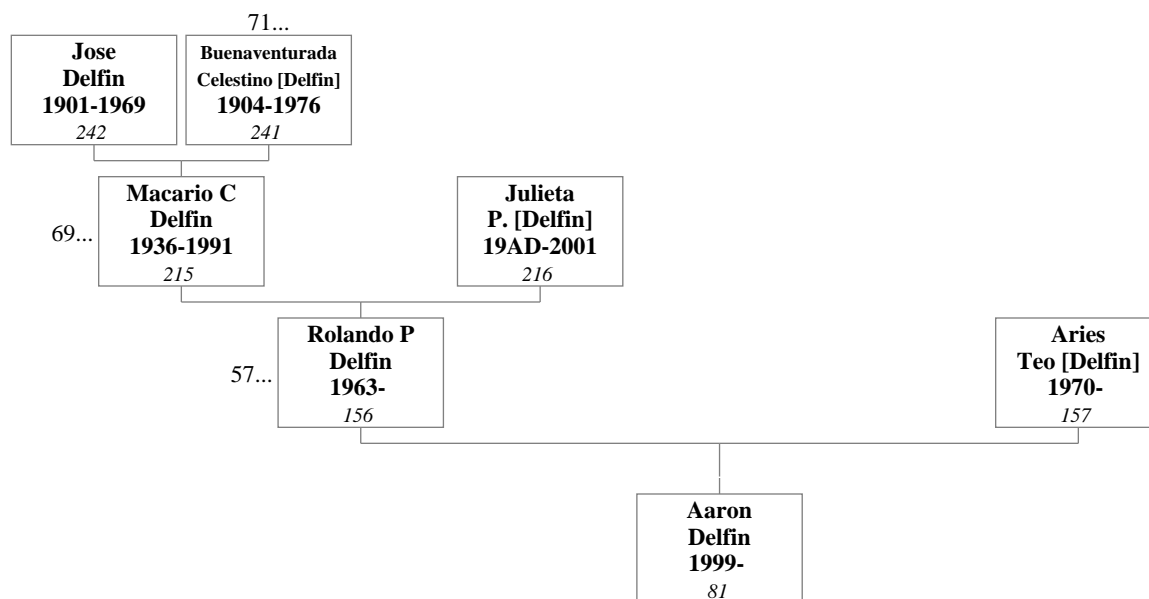 71...
Jose
Delfin
1901-1969
242
Buenaventurada
Celestino [Delfin]
1904-1976
241
69...
Macario C
Delfin
1936-1991
215
Julieta
P. [Delfin]
19AD-2001
216
57...
Rolando P
Delfin
1963-
156
Aries
Teo [Delfin]
1970-
157
Aaron
Delfin
1999-
81